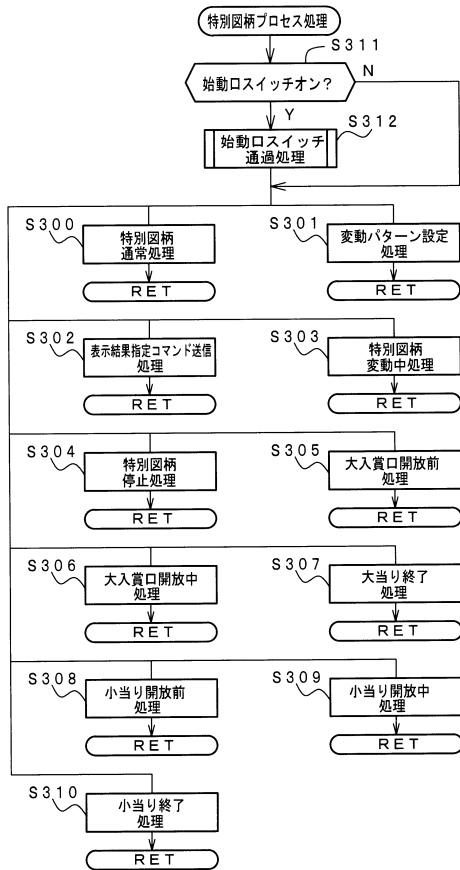 特別図柄プロセス処理
S311
始動口スイッチオン?
N
Y
S312
始動口スイッチ
通過処理
S300
特別図柄
通常処理
RET
S301
変動パターン設定
処理
RET
S302
表示結果指定コマンド送信
処理
RET
S303
特別図柄
変動中処理
RET
S304
特別図柄
停止処理
RET
S305
大入賞口開放前
処理
RET
S306
大入賞口開放中
処理
RET
S307
大当り終了
処理
RET
S308
小当り開放前
処理
RET
S309
小当り開放中
処理
RET
S310
小当り終了
処理
RET